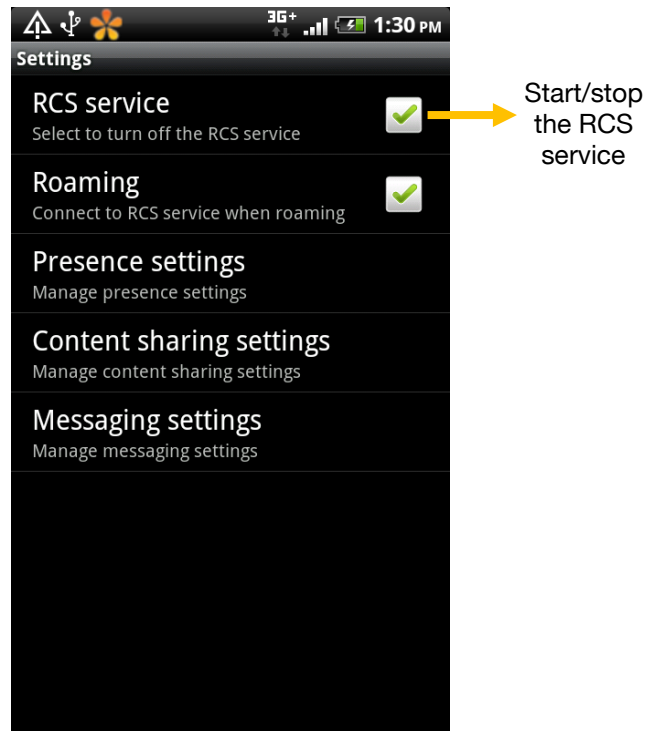 3G+ 1:30 PM
Settings
RCS service
Select to turn off the RCS service
Roaming
Connect to RCS service when roaming
Presence settings
Manage presence settings
Content sharing settings
Manage content sharing settings
Messaging settings
Manage messaging settings
Start/stop
the RCS
service